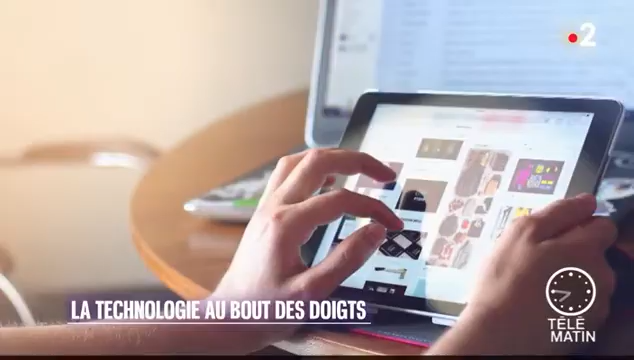 2
LA TECHNOLOGIE AU BOUT DES DOIGTS
TÉLÉ
MATIN